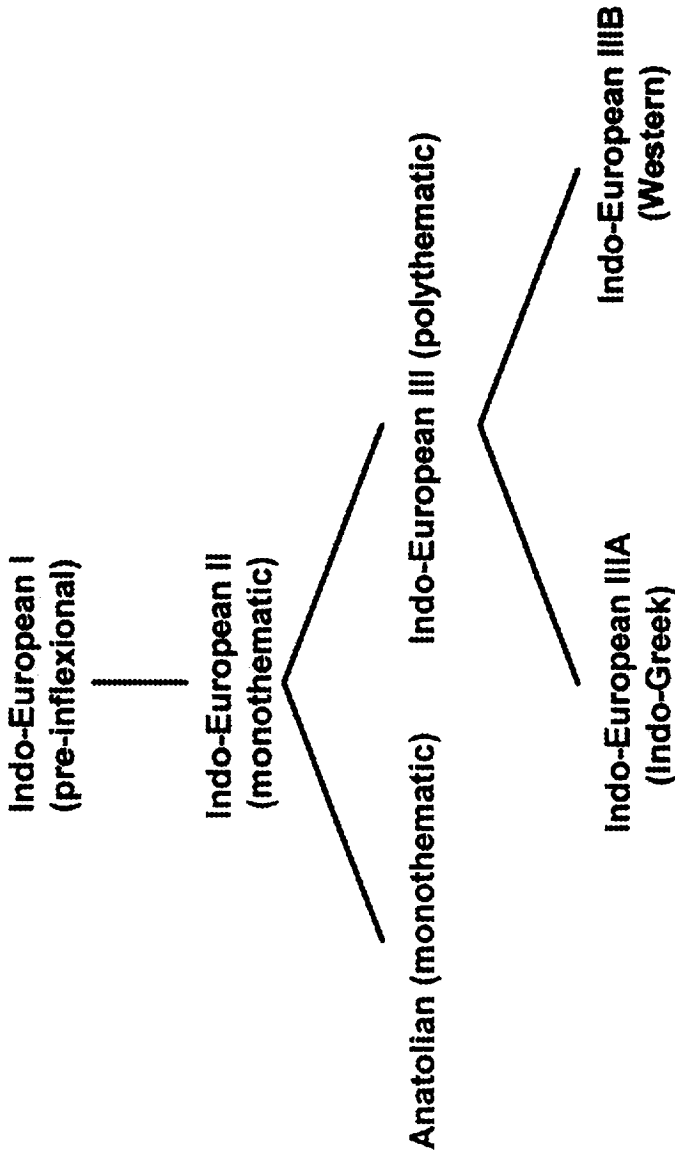 Indo-European I
(pre-inflexional)
Indo-European II
(monothematic)
Anatolian (monothematic)
Indo-European III (polythematic)
Indo-European IIIA
(Indo-Greek)
Indo-European IIIB
(Western)